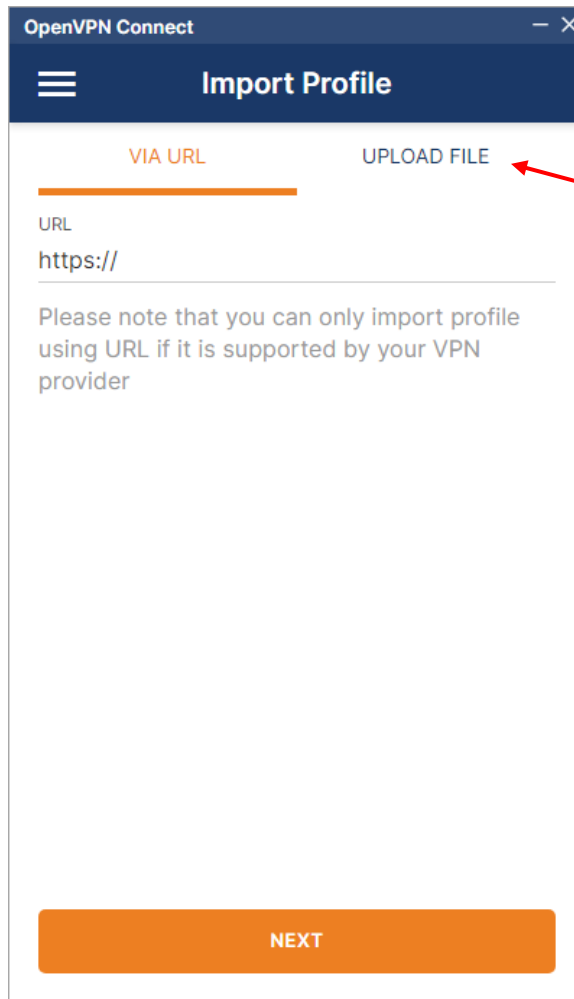 OpenVPN Connect
Import Profile
VIA URL UPLOAD FILE
URL
https://
Please note that you can only import profile
using URL if it is supported by your VPN
provider
NEXT